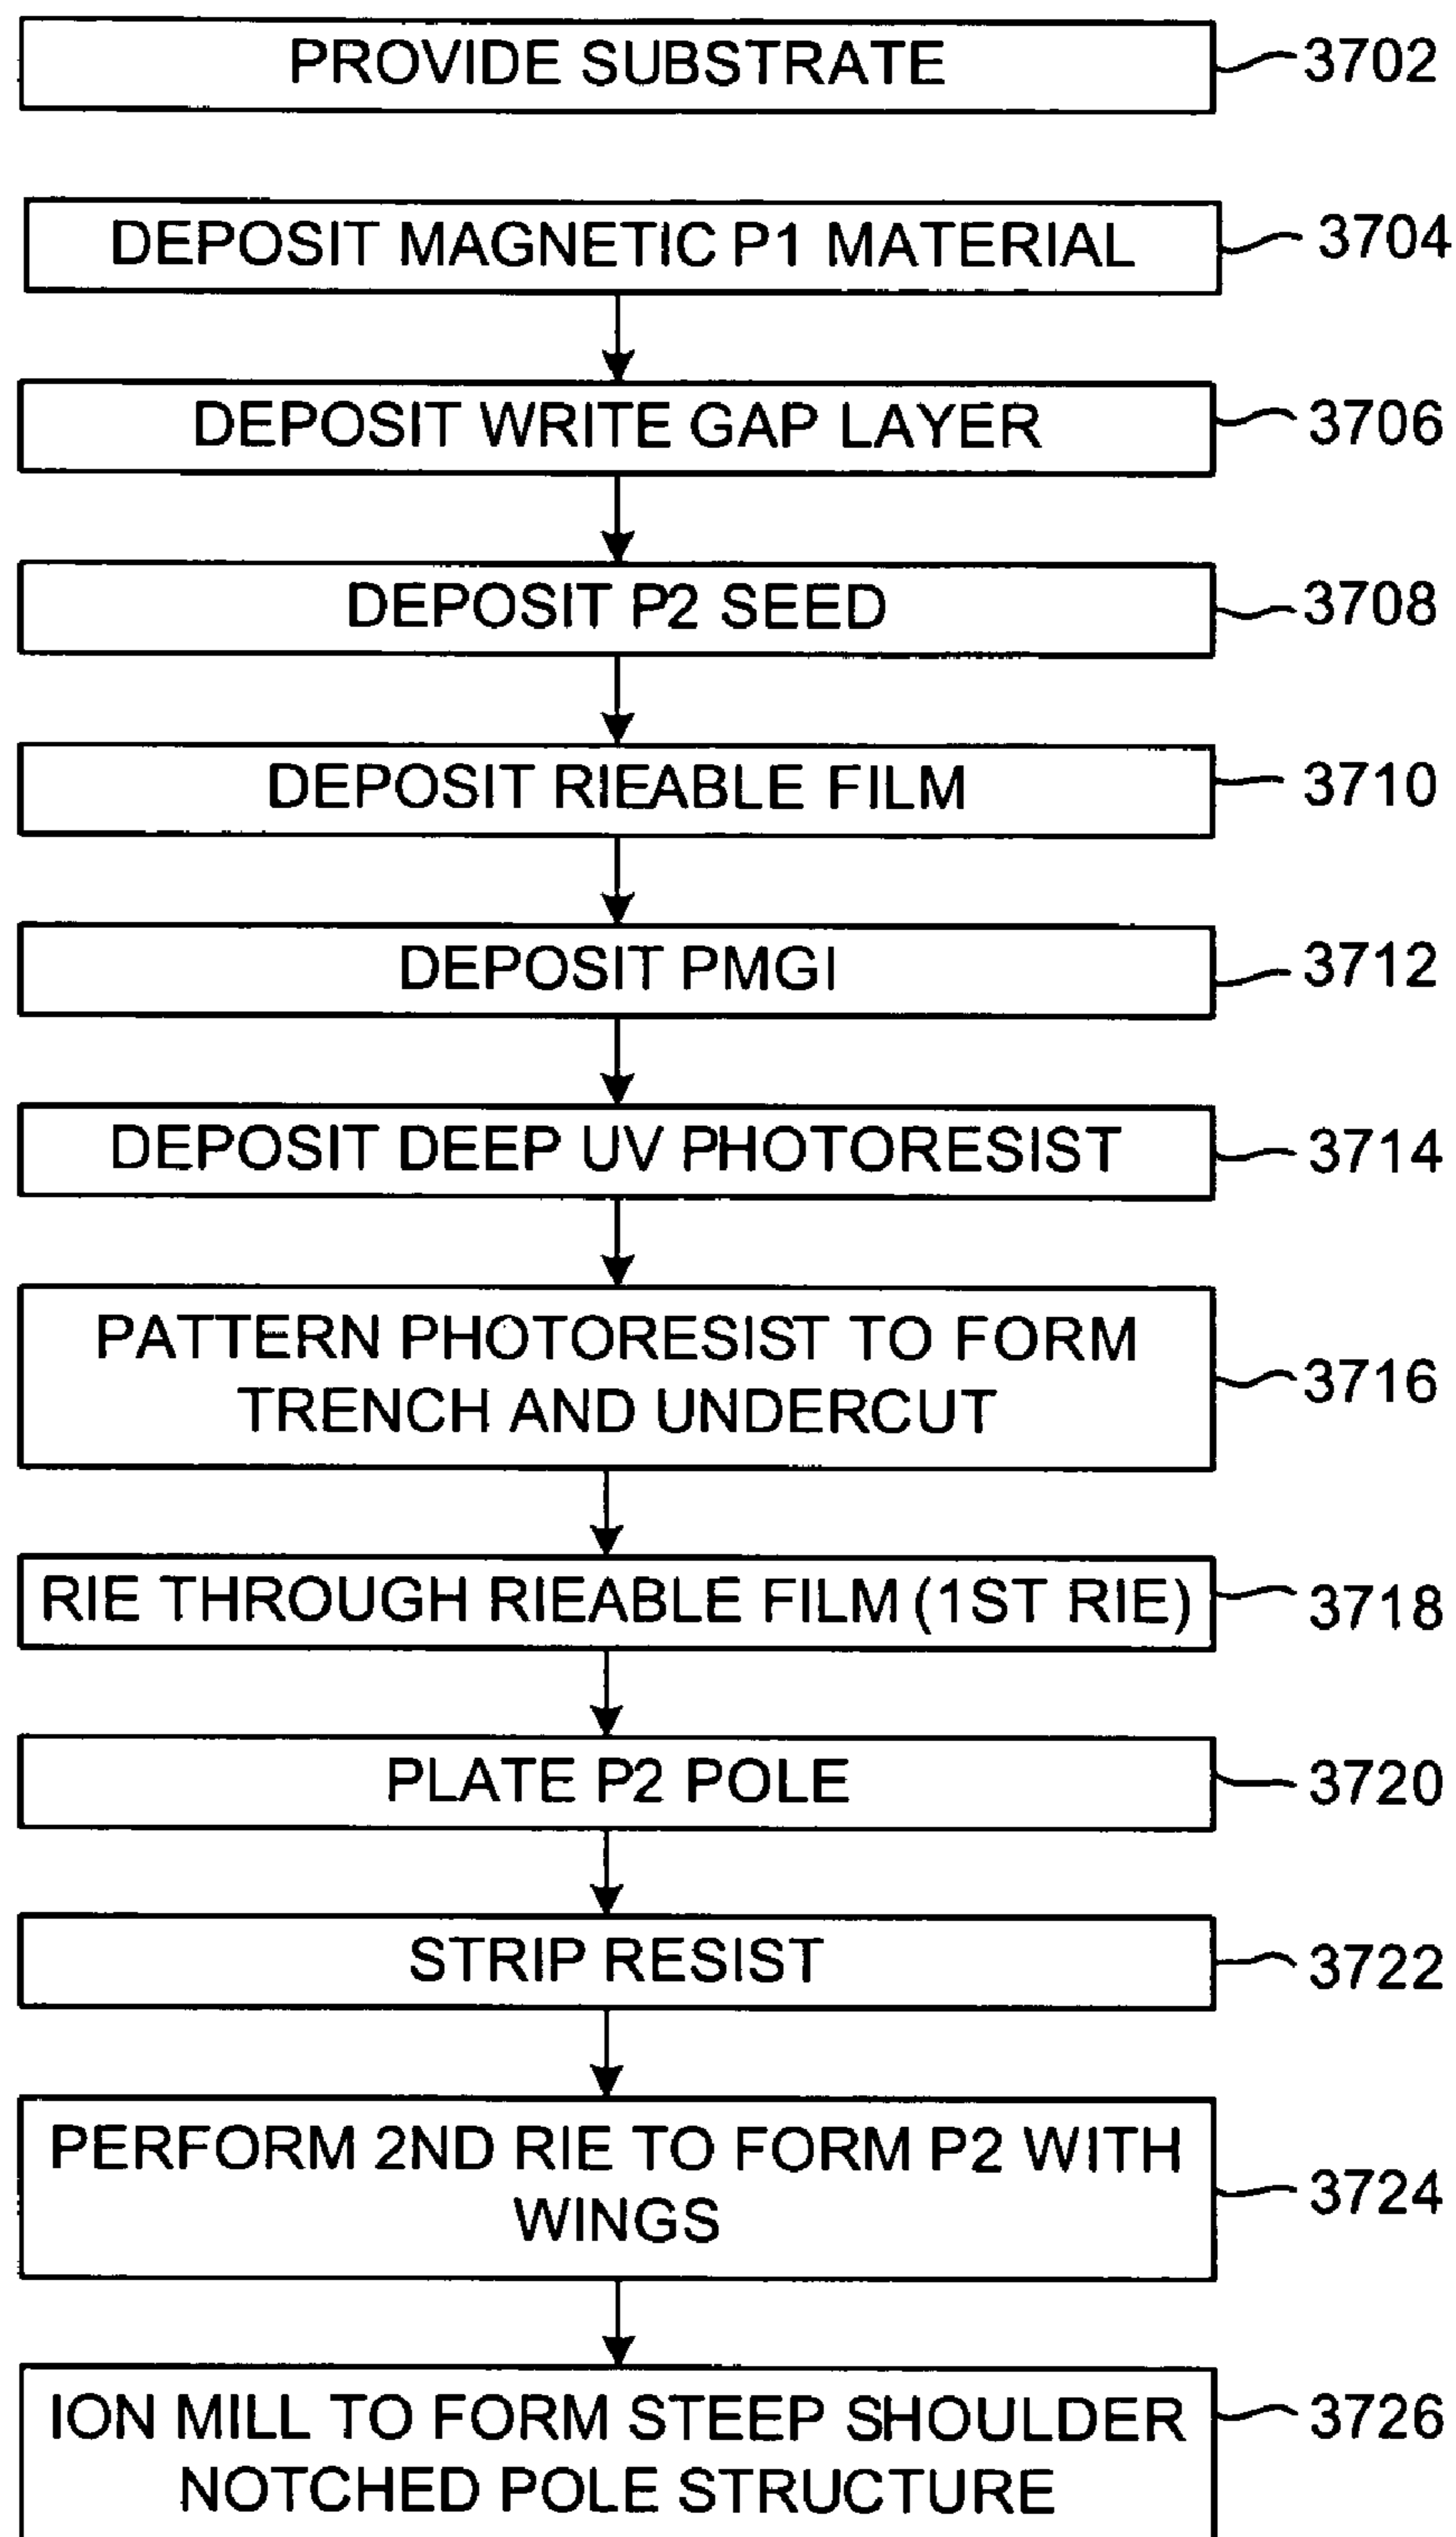 PROVIDE SUBSTRATE 3702
DEPOSIT MAGNETIC P1 MATERIAL 3704
DEPOSIT WRITE GAP LAYER 3706
DEPOSIT P2 SEED 3708
DEPOSIT RIEABLE FILM 3710
DEPOSIT PMGI 3712
DEPOSIT DEEP UV PHOTORESIST 3714
PATTERN PHOTORESIST TO FORM
TRENCH AND UNDERCUT 3716
RIE THROUGH RIEABLE FILM (1ST RIE) 3718
PLATE P2 POLE 3720
STRIP RESIST 3722
PERFORM 2ND RIE TO FORM P2 WITH
WINGS 3724
ION MILL TO FORM STEEP SHOULDER 3726
NOTCHED POLE STRUCTURE